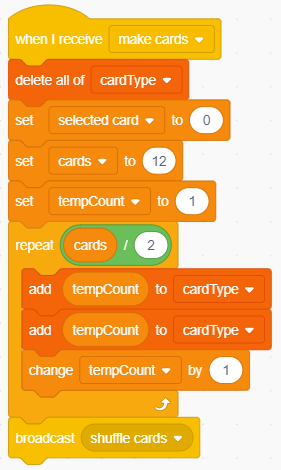 when I receive make cards
delete all of cardType
set selected card to 0
set cards to 12
set tempCount to 1
repeat cards / 2
add tempCount to cardType
add tempCount to cardType
change tempCount by 1
broadcast shuffle cards